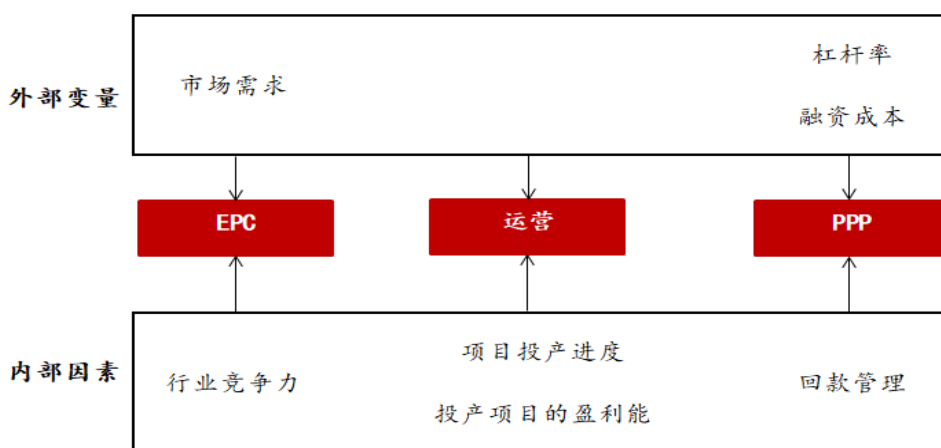 外部变量
市场需求
杠杆率
融资成本
EPC
运营
PPP
内部因素
行业竞争力
项目投产进度
投产项目的盈利能
回款管理